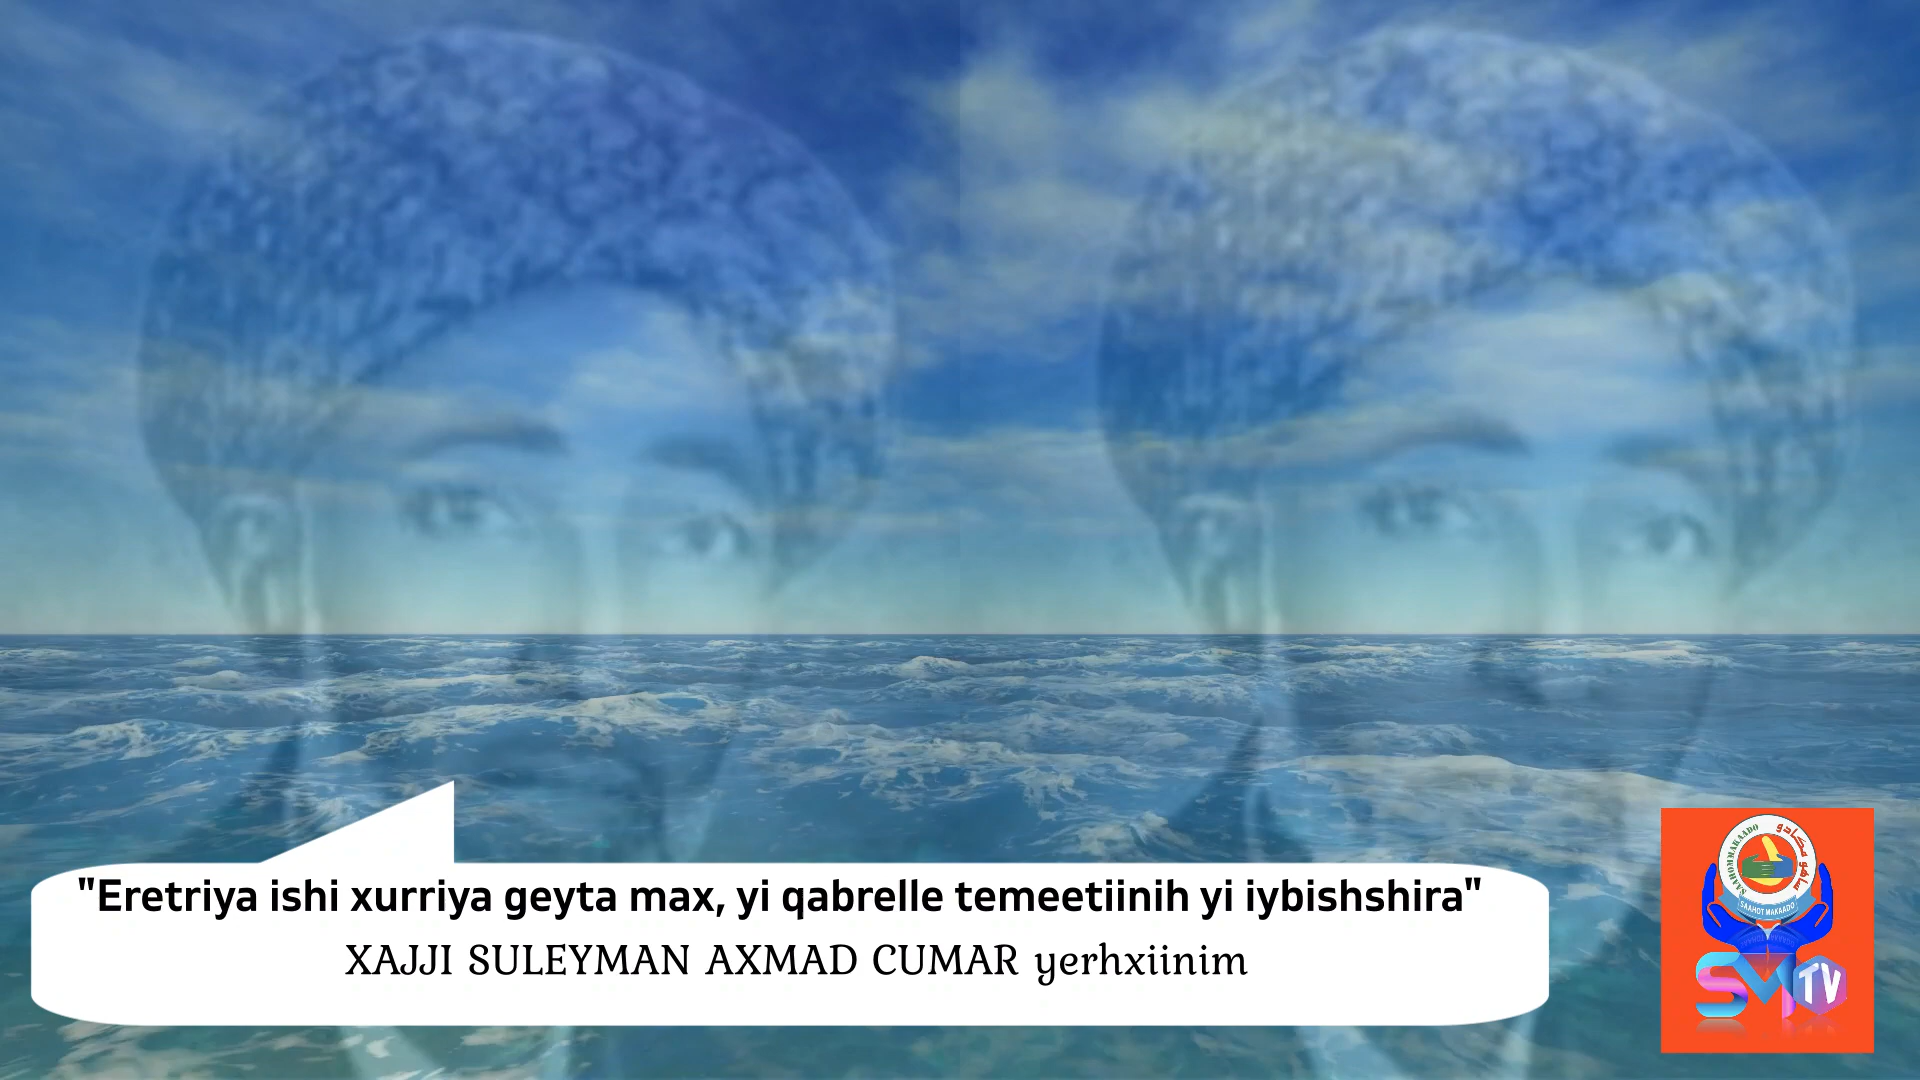 "Eretriya ishi xurriya geyta max, yi qabrelle temeetiinih yi iybishshira"
XAJJI SULEYMAN AXMAD CUMAR yerhxiinim
SAAHOMMAKAADO
SAAHOT MAKAADO
SM TV